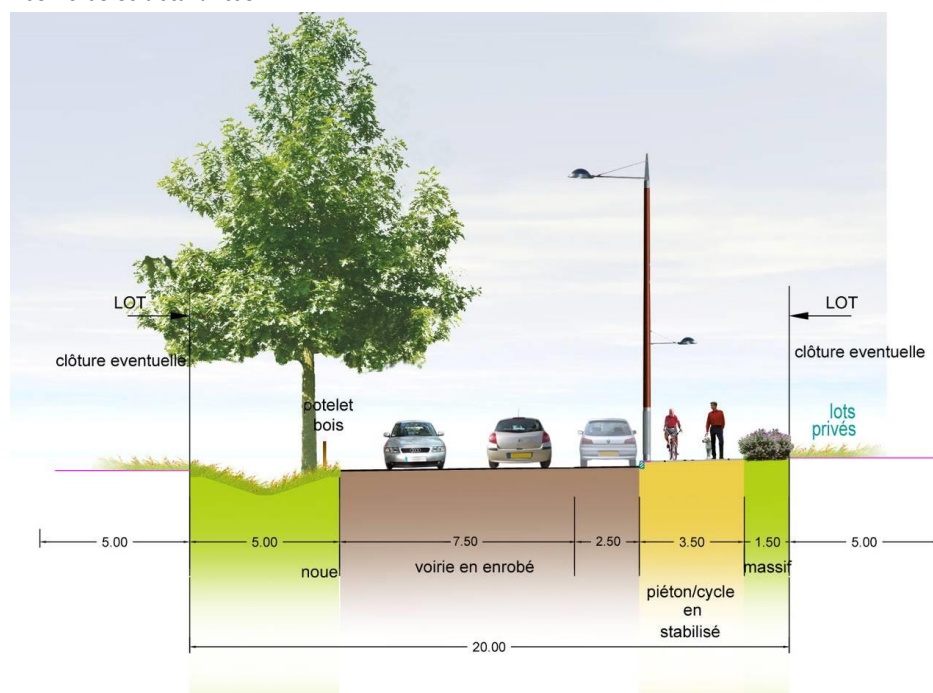 LOT
LOT
clôture eventuelle
clôture eventuelle
potelet
bois
lots
privés
5.00
5.00
7.50
2.50
3.50
1.50
5.00
noue
voirie en enrobé
massif
piéton/cycle
en
stabilisé
20.00